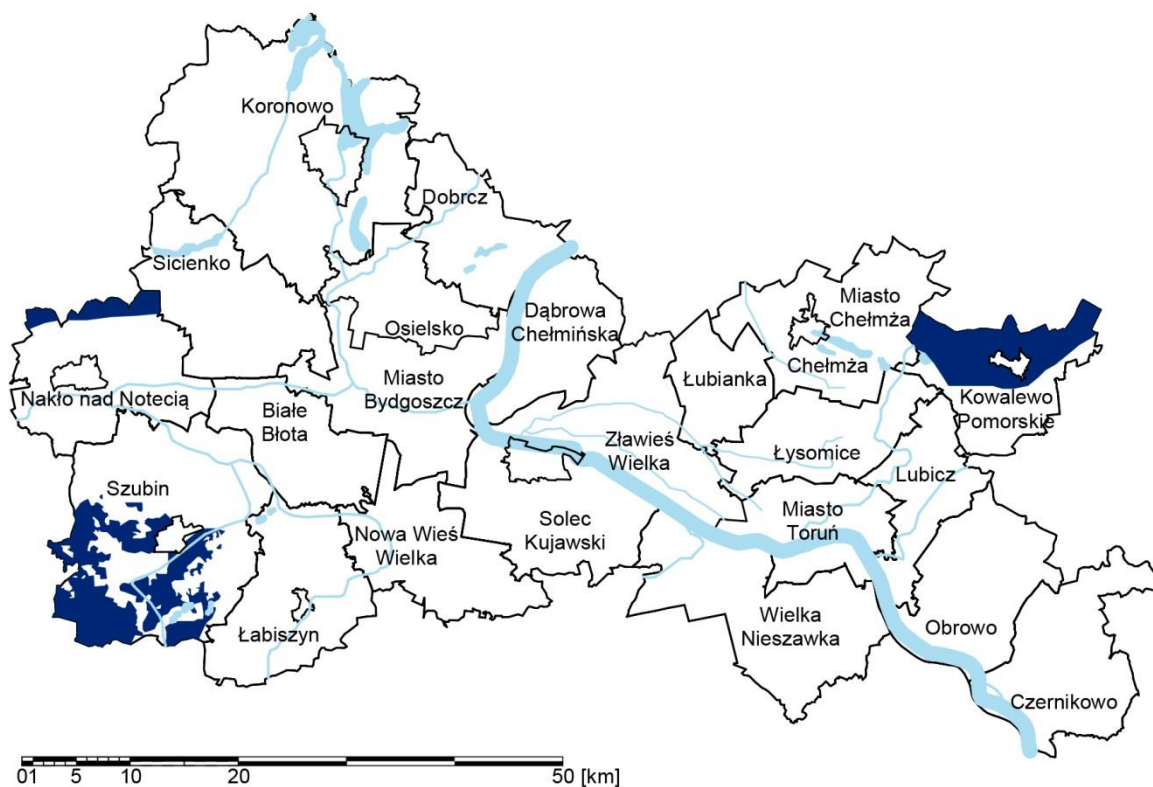 Koronowo
Dobrcz
Sicienko
Osielsko
Dąbrowa
Chełmińska
Miasto
Chełmża
Chełmża
Łubianka
Kowalewo
Pomorskie
Nakło nad Notecią
Białe
Błota
Miasto
Bydgoszcz
Zławieś
Wielka
Łysomice
Lubicz
Szubin
Nowa Wieś
Wielka
Solec
Kujawski
Miasto
Toruń
Łabiszyn
Wielka
Nieszawka
Obrowo
Czernikowo
01 5 10 20 50 [km]